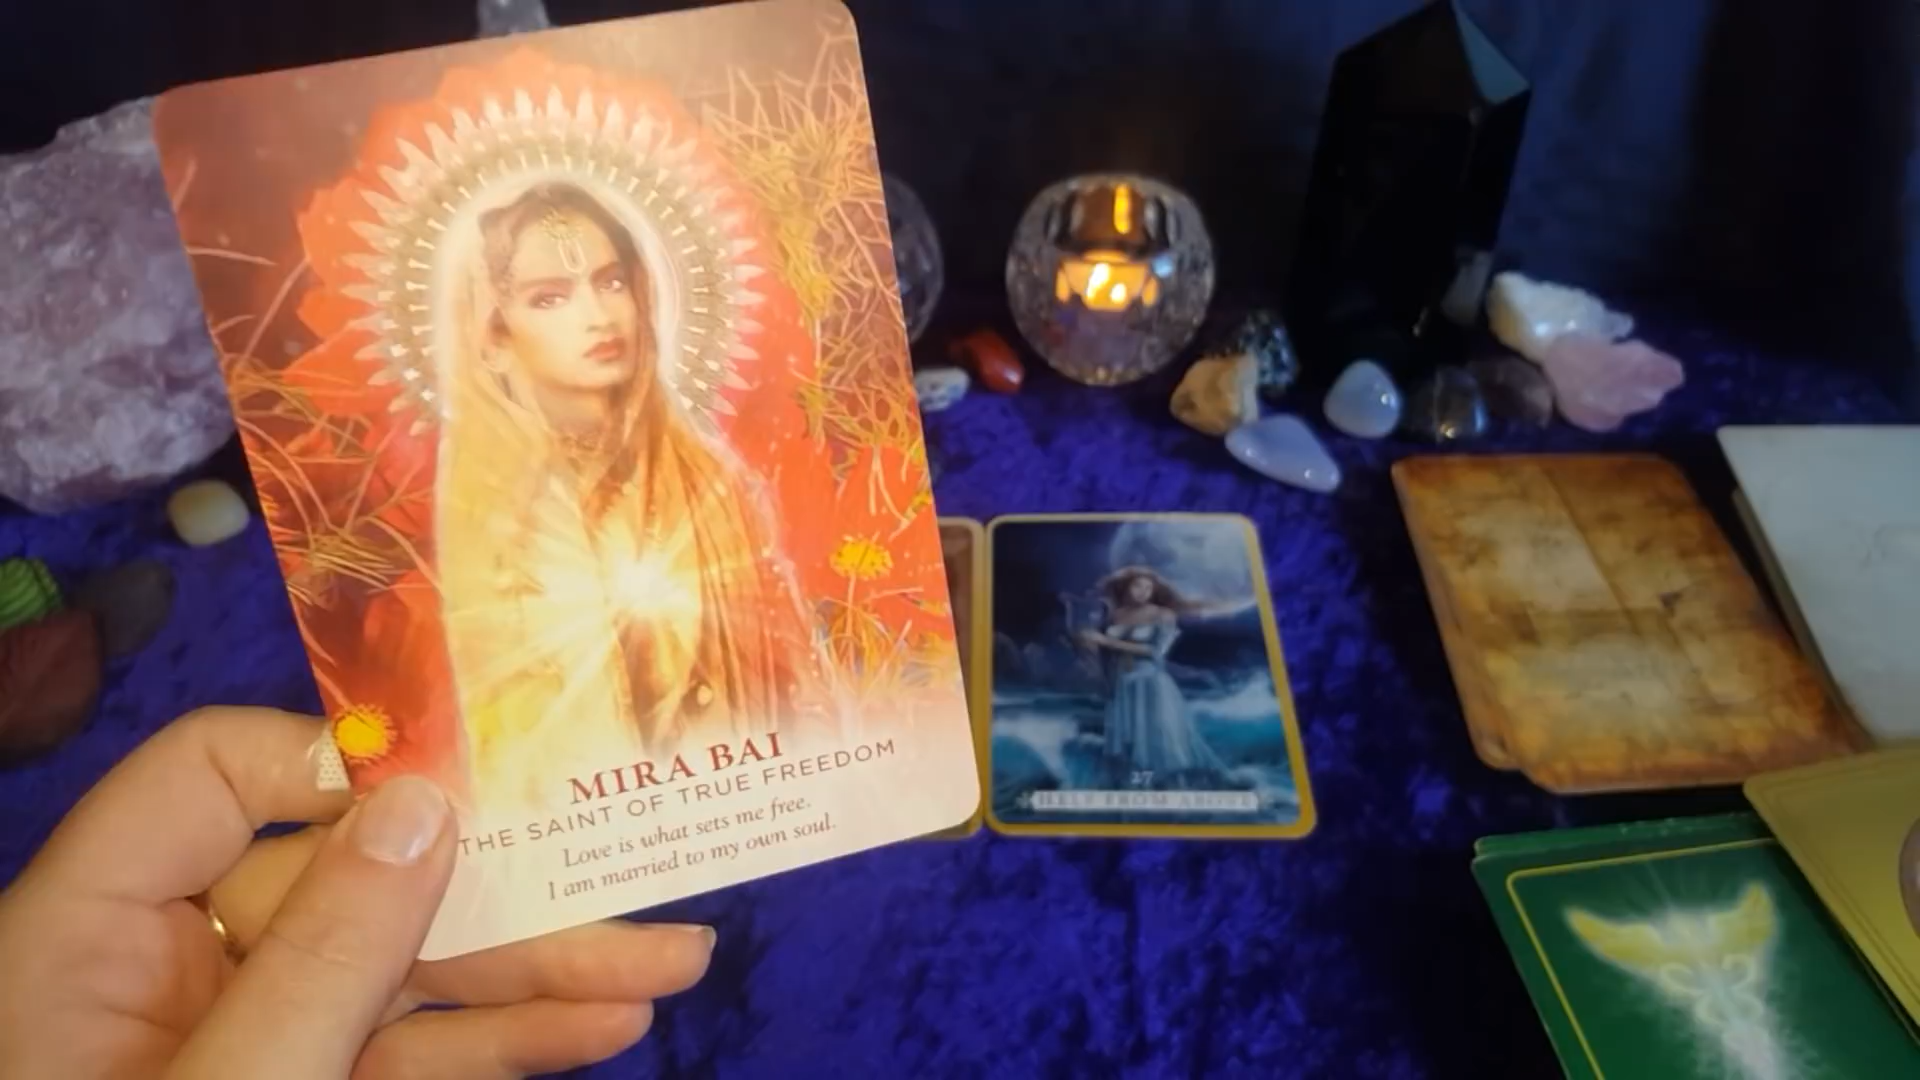 MIRA BAI
THE SAINT OF TRUE FREEDOM
Love is what sets me free.
I am married to my own soul.
27
HELP FROM ABOVE